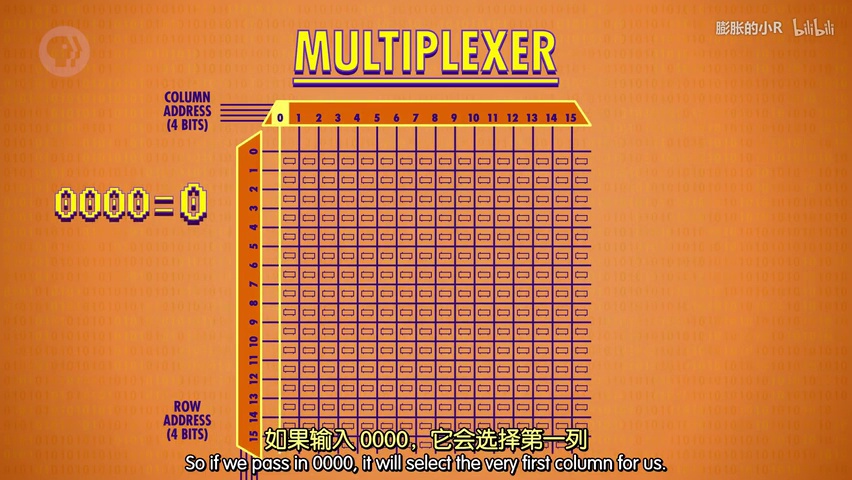 膨胀的小R bilibili
MULTIPLEXER
COLUMN
ADDRESS
(4 BITS)
0 1 2 3 4 5 6 7 8 9 10 11 12 13 14 15
0
1
2
3
4
5
6
7
8
9
10
11
12
13
14
15
0000=0
ROW
ADDRESS
(4 BITS)
如果输入 0000，它会选择第一列
So if we pass in 0000, it will select the very first column for us.